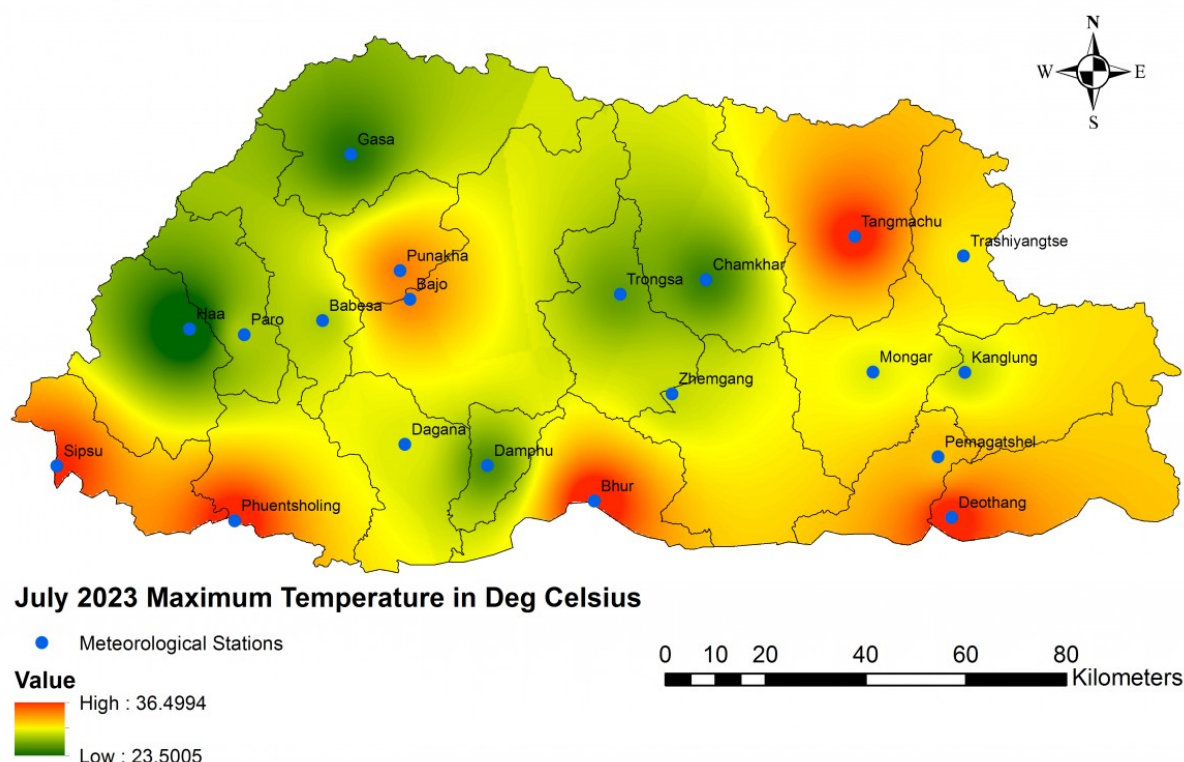 N
W E
S
Gasa
Tangmachu
Trashiyangtse
Punakha
Chamkhar
Trongsa
Bajo
Babesa
Haa
Paro
Mongar
Kanglung
Zhemgang
Dagana
Damphu
Pemagatshel
Sipsu
Bhur
Phuentsholing
Deothang
July 2023 Maximum Temperature in Deg Celsius
Meteorological Stations
0 10 20 40 60 80
Kilometers
Value
High : 36.4994
Low : 23.5005